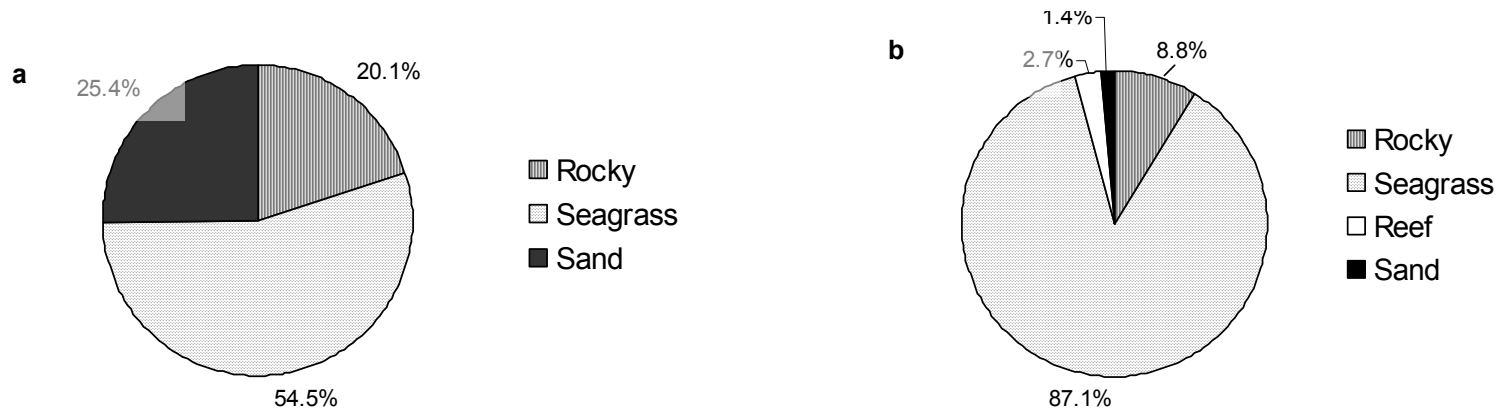 a
25.4%
20.1%
54.5%
Rocky
Seagrass
Sand
b
1.4%
2.7%
8.8%
87.1%
Rocky
Seagrass
Reef
Sand